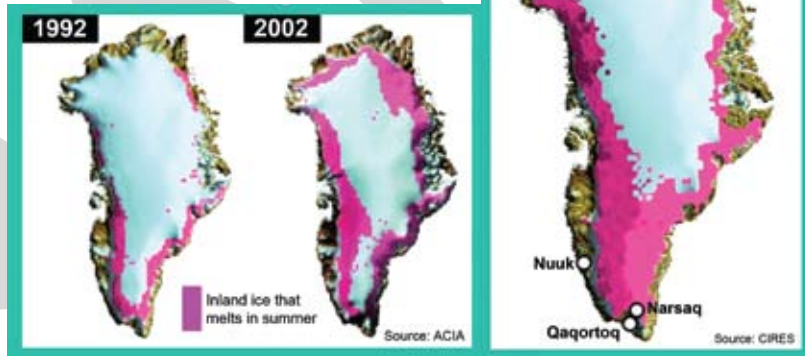 1992
2002
Inland ice that
melts in summer
Source: ACIA
Nuuk
Narsaq
Qaqortoq
Source: CIRES